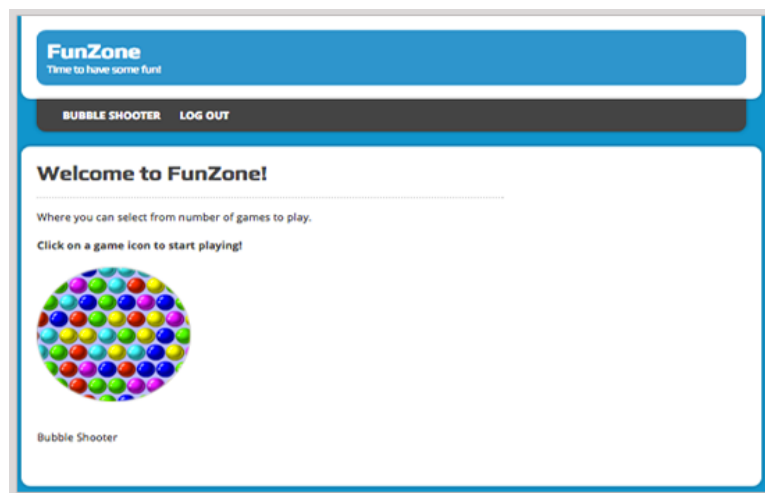 FunZone
Time to have some fun!
BUBBLE SHOOTER LOG OUT
Welcome to FunZone!
Where you can select from number of games to play.
Click on a game icon to start playing!
Bubble Shooter